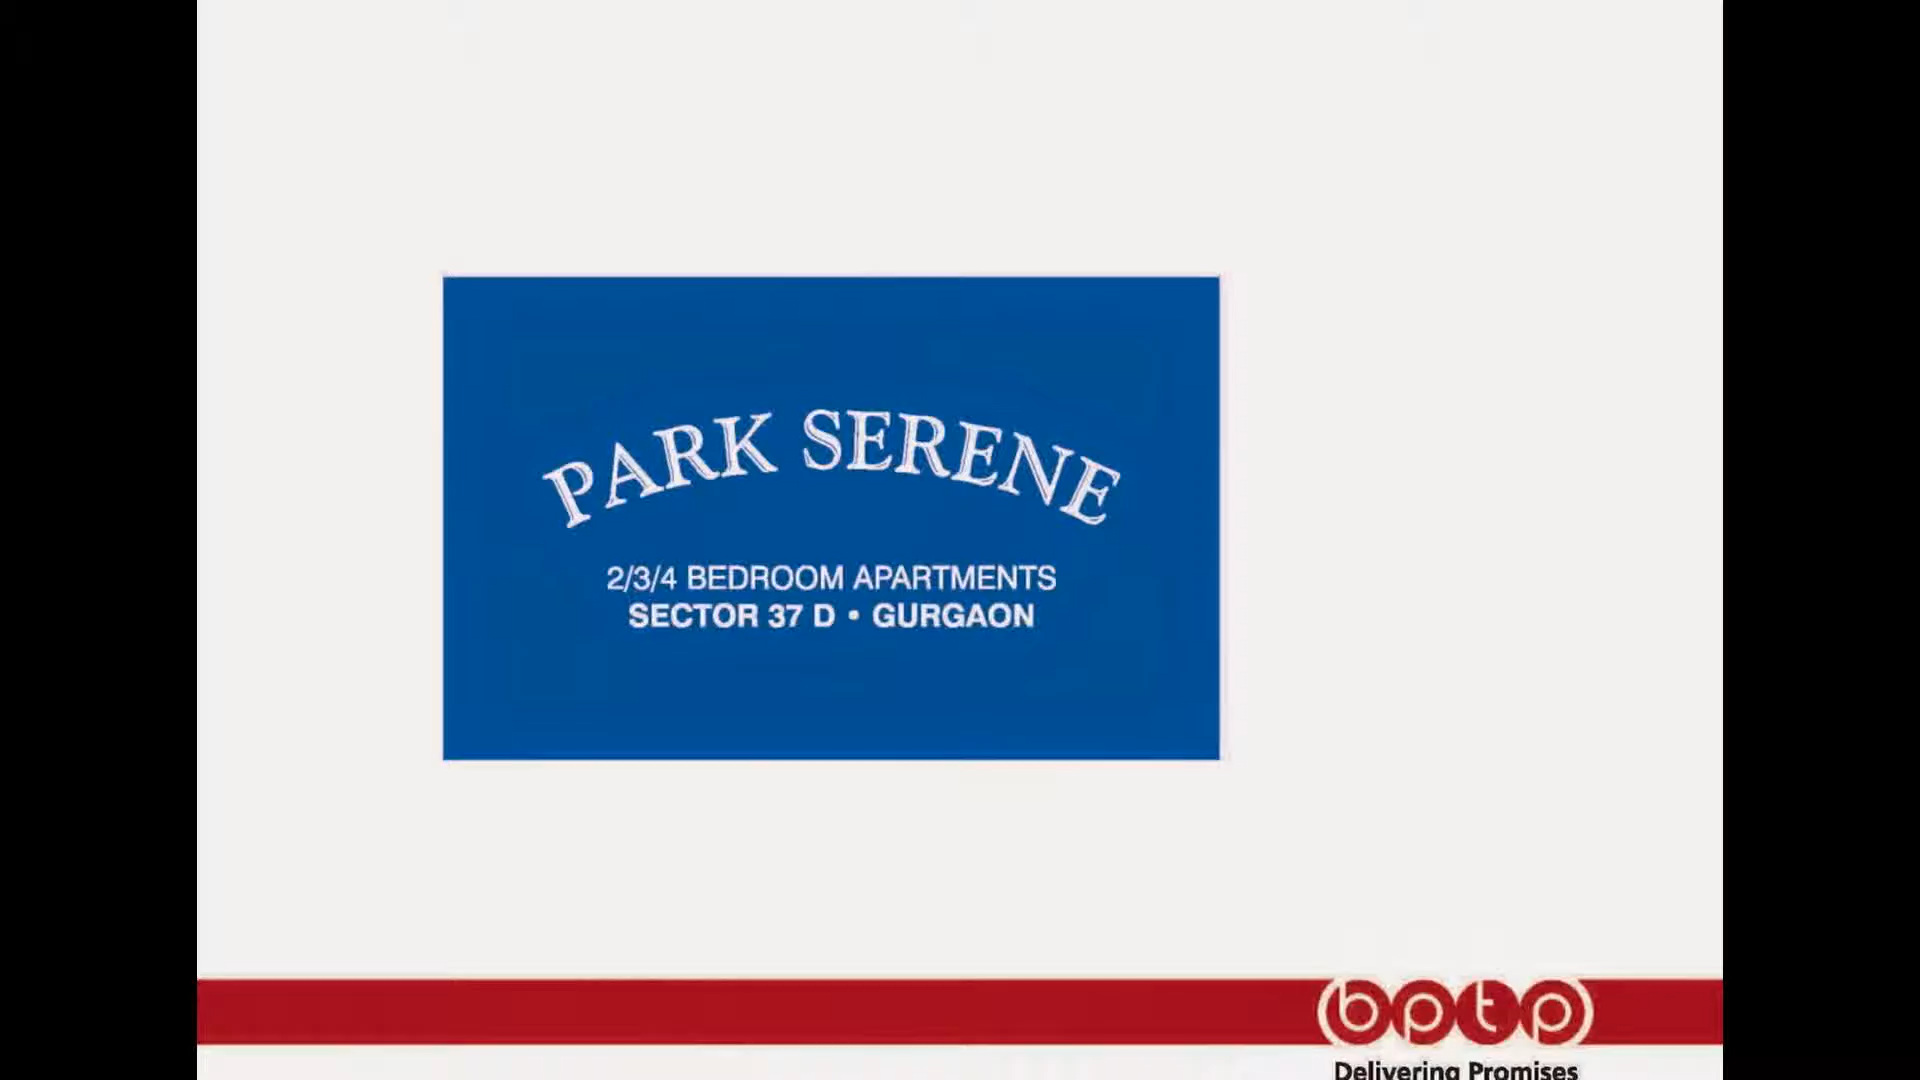 PARK SERENE
2/3/4 BEDROOM APARTMENTS
SECTOR 37 D • GURGAON
bptp
Delivering Promises